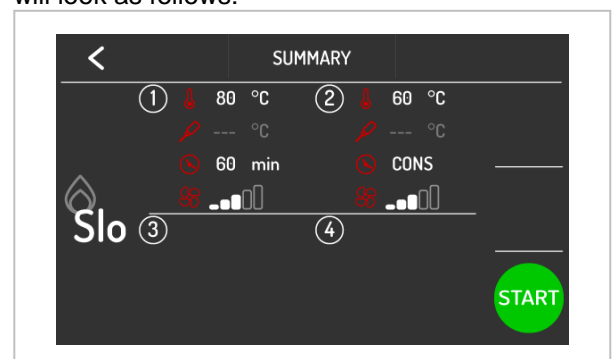 will look as follows:
SUMMARY
1 80 °C 2 60 °C
--- °C --- °C
60 min CONS
Slo 3 4
START